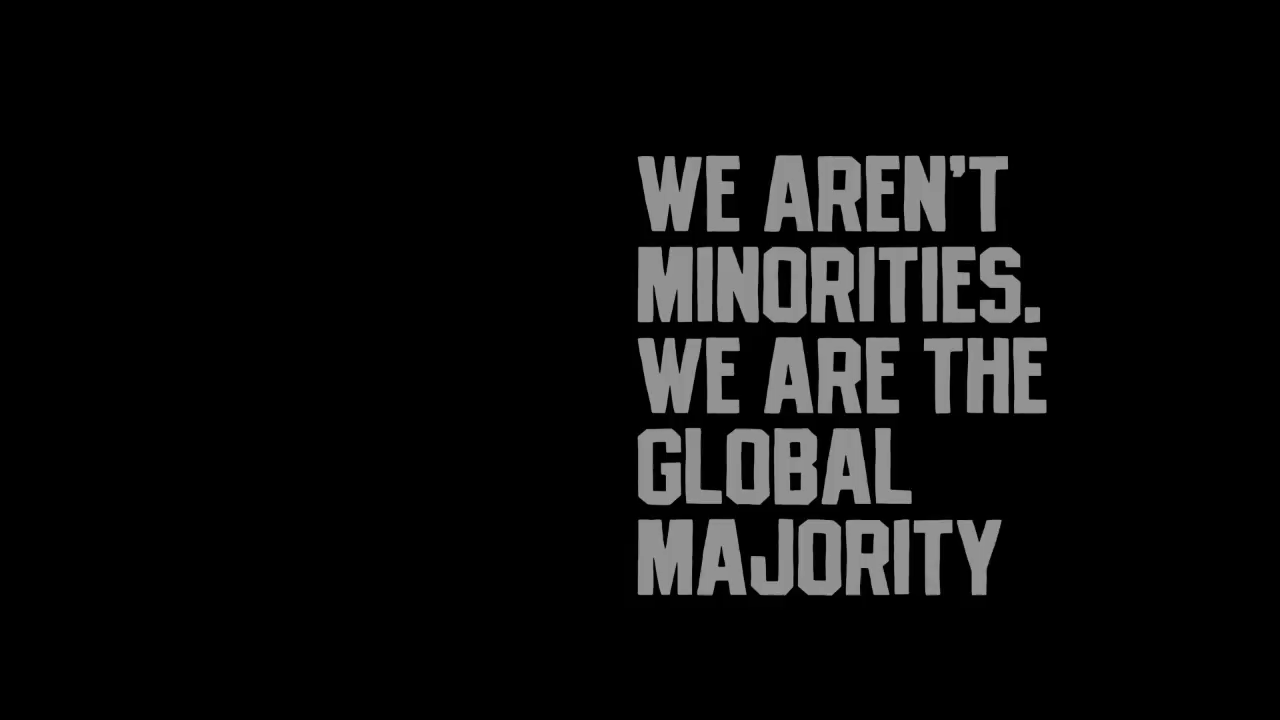 WE AREN'T
MINORITIES.
WE ARE THE
GLOBAL
MAJORITY